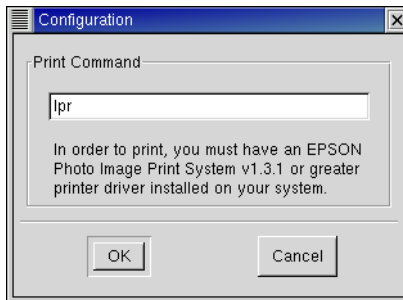 Configuration
Print Command
lpr
In order to print, you must have an EPSON
Photo Image Print System v1.3.1 or greater
printer driver installed on your system.
OK
Cancel